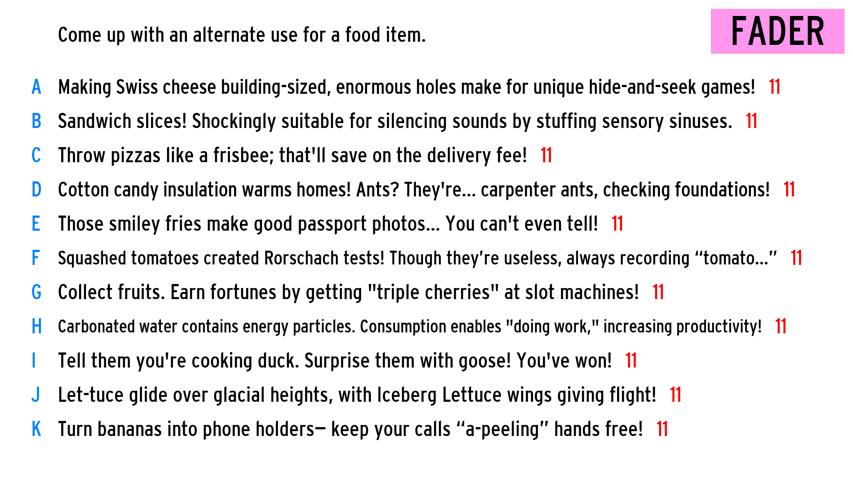 Come up with an alternate use for a food item.
FADER
A Making Swiss cheese building-sized, enormous holes make for unique hide-and-seek games! 11
B Sandwich slices! Shockingly suitable for silencing sounds by stuffing sensory sinuses. 11
C Throw pizzas like a frisbee; that'll save on the delivery fee! 11
D Cotton candy insulation warms homes! Ants? They're... carpenter ants, checking foundations! 11
E Those smiley fries make good passport photos... You can't even tell! 11
F Squashed tomatoes created Rorschach tests! Though they’re useless, always recording “tomato...” 11
G Collect fruits. Earn fortunes by getting "triple cherries" at slot machines! 11
H Carbonated water contains energy particles. Consumption enables "doing work," increasing productivity! 11
I Tell them you're cooking duck. Surprise them with goose! You've won! 11
J Let-tuce glide over glacial heights, with Iceberg Lettuce wings giving flight! 11
K Turn bananas into phone holders— keep your calls “a-peeling” hands free! 11